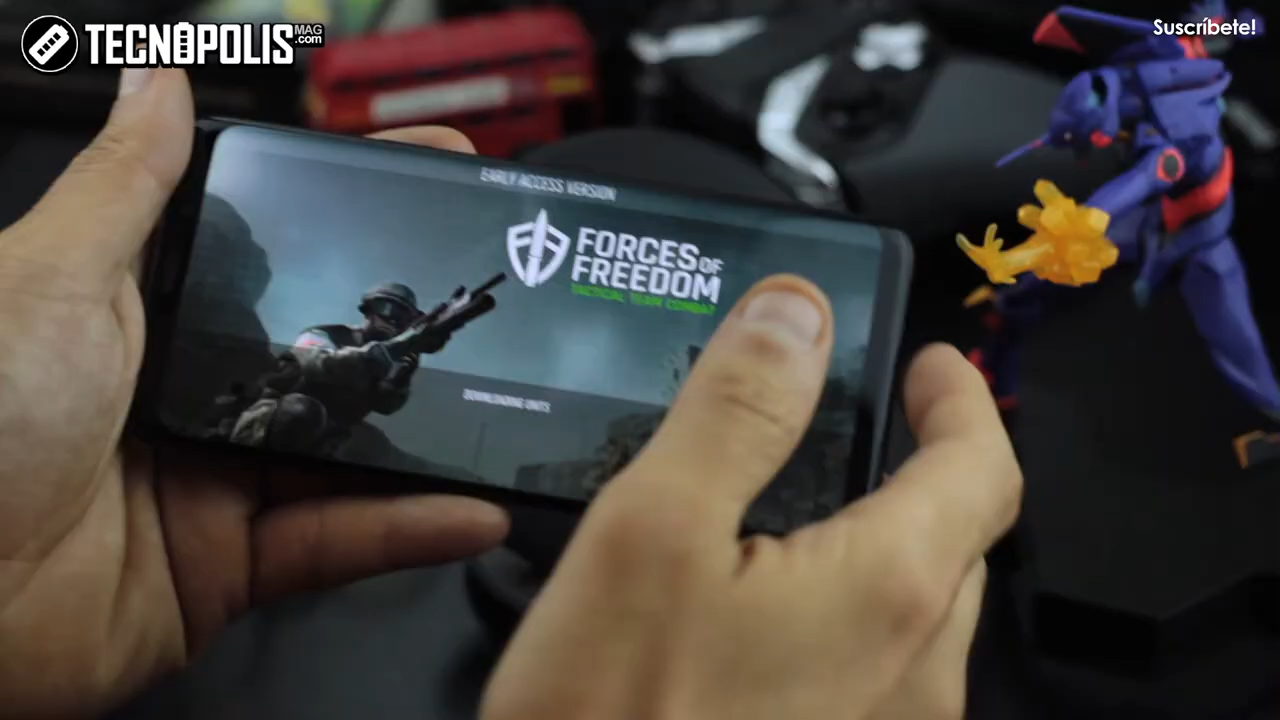 TECNOPOLIS
MAG
.com
Suscríbete!
EARLY ACCESS VERSION
FORCES OF
FREEDOM
TACTICAL TEAM COMBAT
DOWNLOADING UNITS